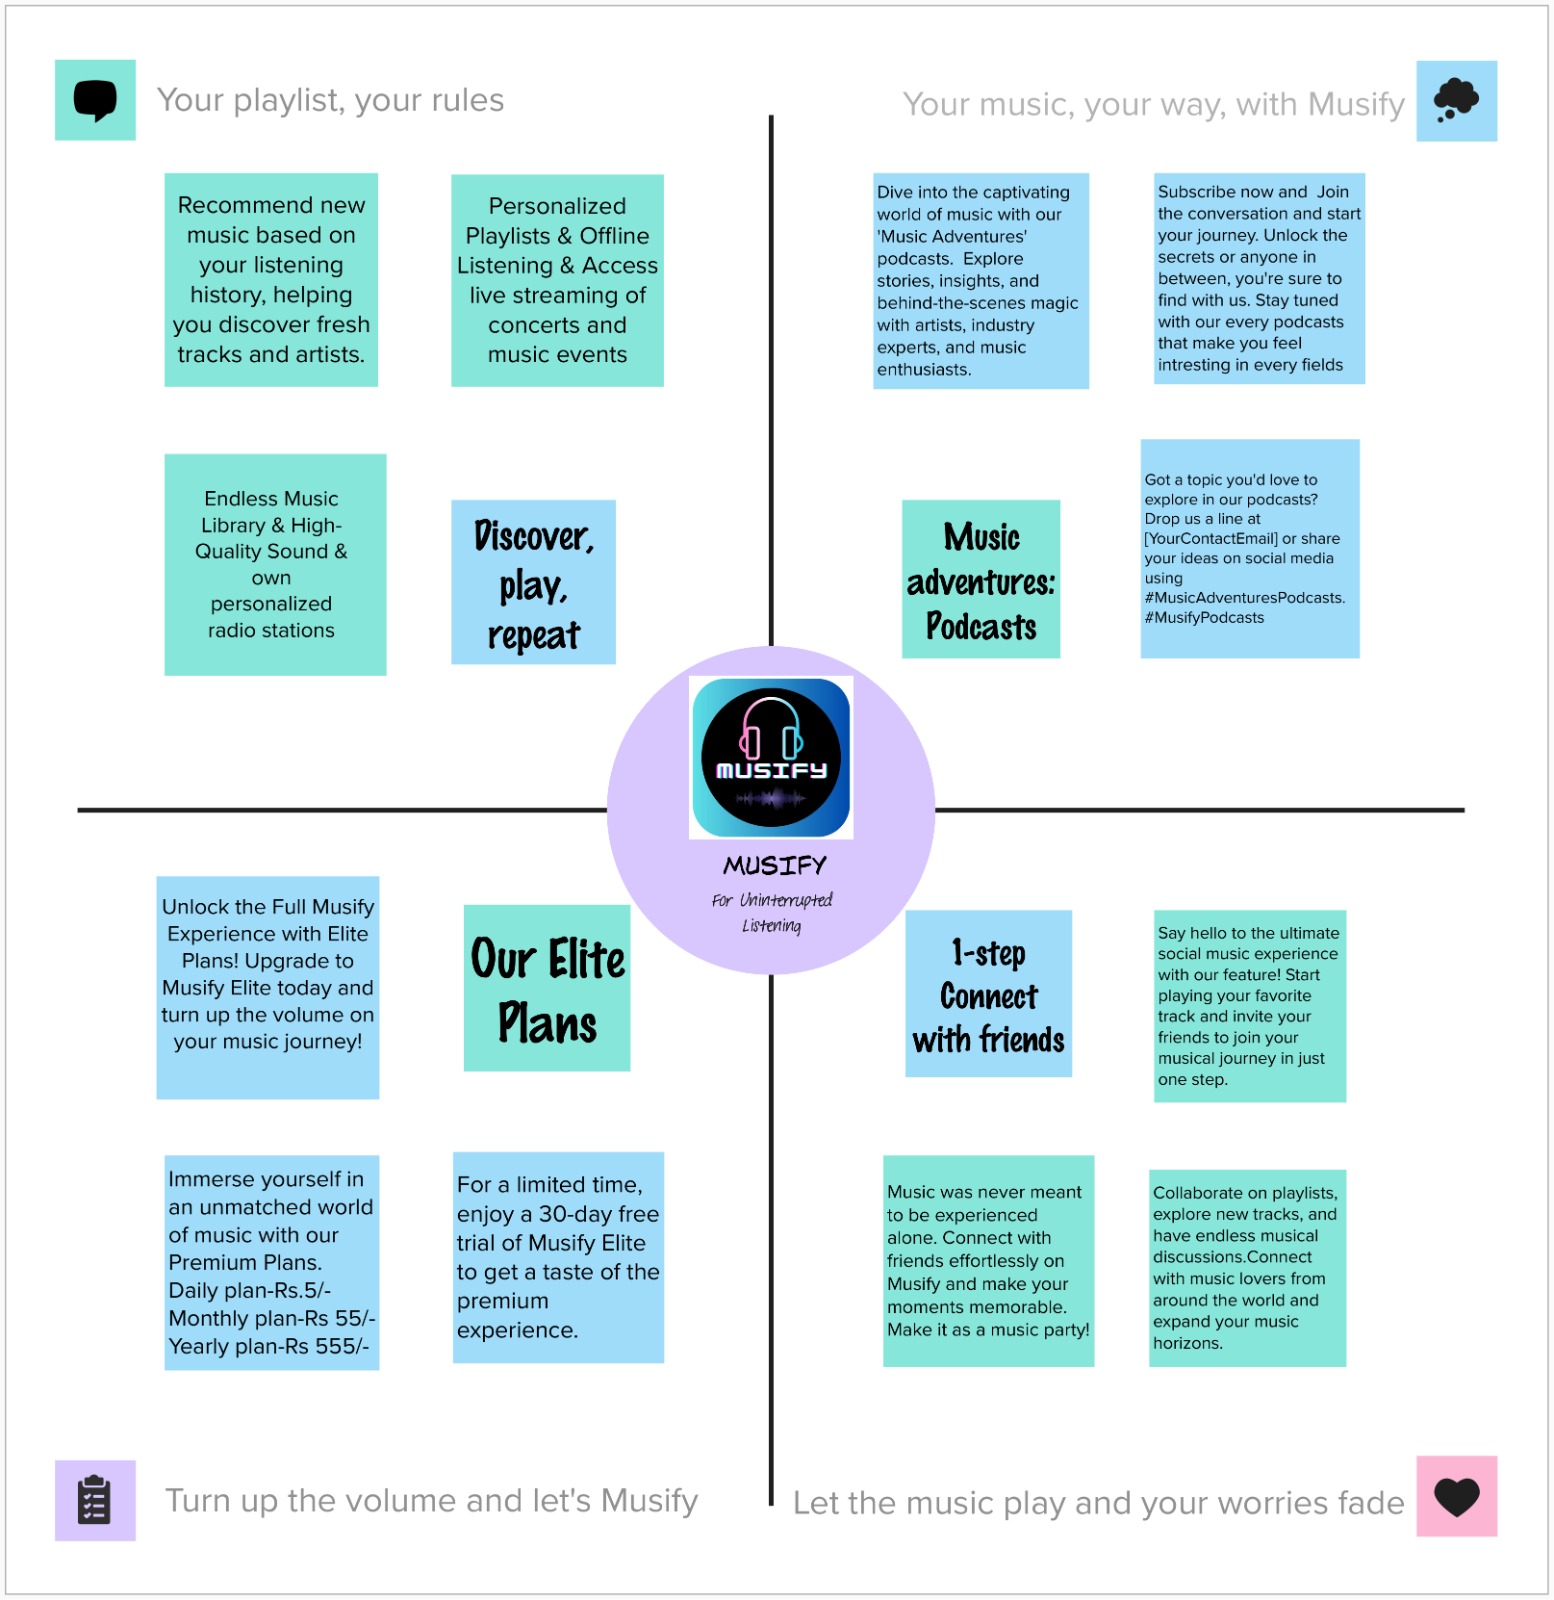 Your playlist, your rules
Recommend new
music based on
your listening
history, helping
you discover fresh
tracks and artists.
Personalized
Playlists & Offline
Listening & Access
live streaming of
concerts and
music events
Endless Music
Library & High-
Quality Sound &
own
personalized
radio stations
Discover,
play,
repeat
Your music, your way, with Musify
Dive into the captivating
world of music with our
'Music Adventures'
podcasts.  Explore
stories, insights, and
behind-the-scenes magic
with artists, industry
experts, and music
enthusiasts.
Subscribe now and  Join
the conversation and start
your journey. Unlock the
secrets or anyone in
between, you're sure to
find with us. Stay tuned
with our every podcasts
that make you feel
intresting in every fields
Music
adventures:
Podcasts
Got a topic you'd love to
explore in our podcasts?
Drop us a line at
[YourContactEmail] or share
your ideas on social media
using
#MusicAdventuresPodcasts.
#MusifyPodcasts
MUSIFY
MUSIFY
For Uninterrupted
Listening
Unlock the Full Musify
Experience with Elite
Plans! Upgrade to
Musify Elite today and
turn up the volume on
your music journey!
Our Elite
Plans
Immerse yourself in
an unmatched world
of music with our
Premium Plans.
Daily plan-Rs.5/-
Monthly plan-Rs 55/-
Yearly plan-Rs 555/-
For a limited time,
enjoy a 30-day free
trial of Musify Elite
to get a taste of the
premium
experience.
Turn up the volume and let's Musify
1-step
Connect
with friends
Say hello to the ultimate
social music experience
with our feature! Start
playing your favorite
track and invite your
friends to join your
musical journey in just
one step.
Music was never meant
to be experienced
alone. Connect with
friends effortlessly on
Musify and make your
moments memorable.
Make it as a music party!
Collaborate on playlists,
explore new tracks, and
have endless musical
discussions.Connect
with music lovers from
around the world and
expand your music
horizons.
Let the music play and your worries fade